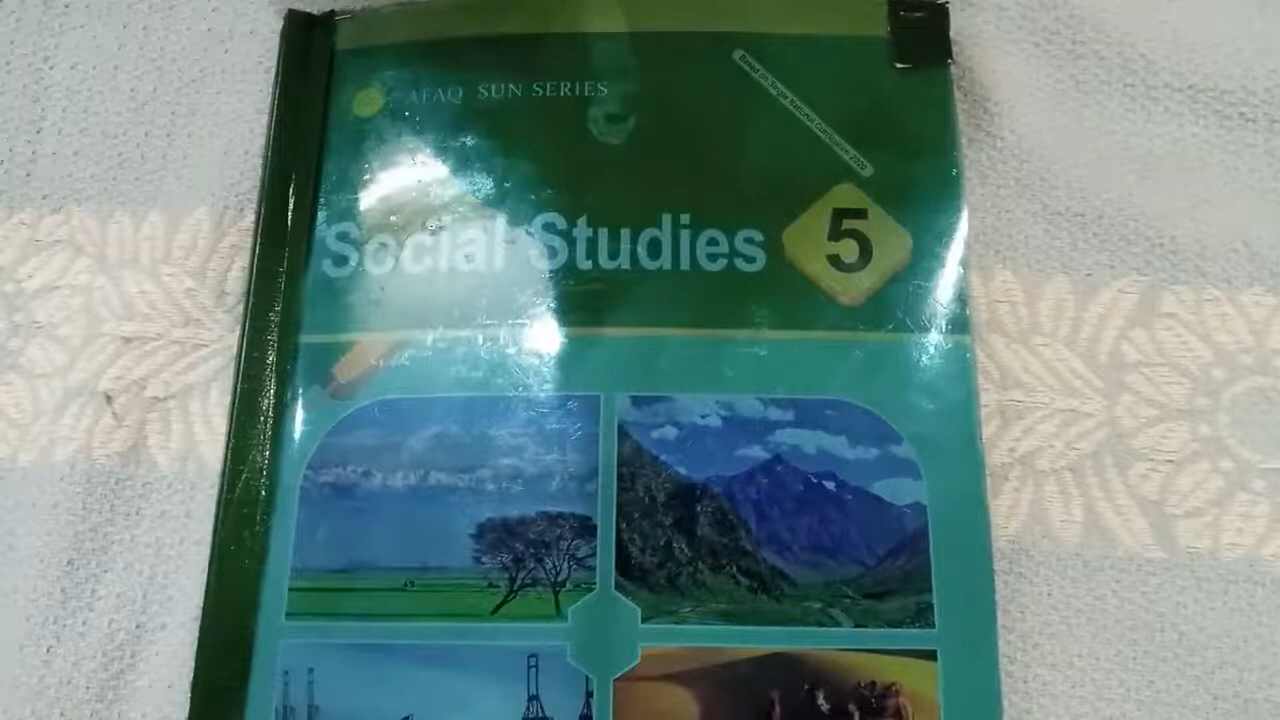 AFAQ SUN SERIES
Based on Single National Curriculum 2020
Social Studies 5